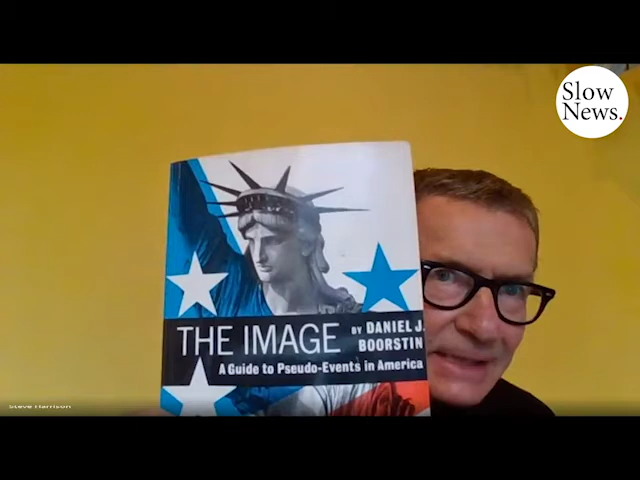 Slow
News.
THE IMAGE BY DANIEL J.
BOORSTIN
A Guide to Pseudo-Events in America
Steve Harrison